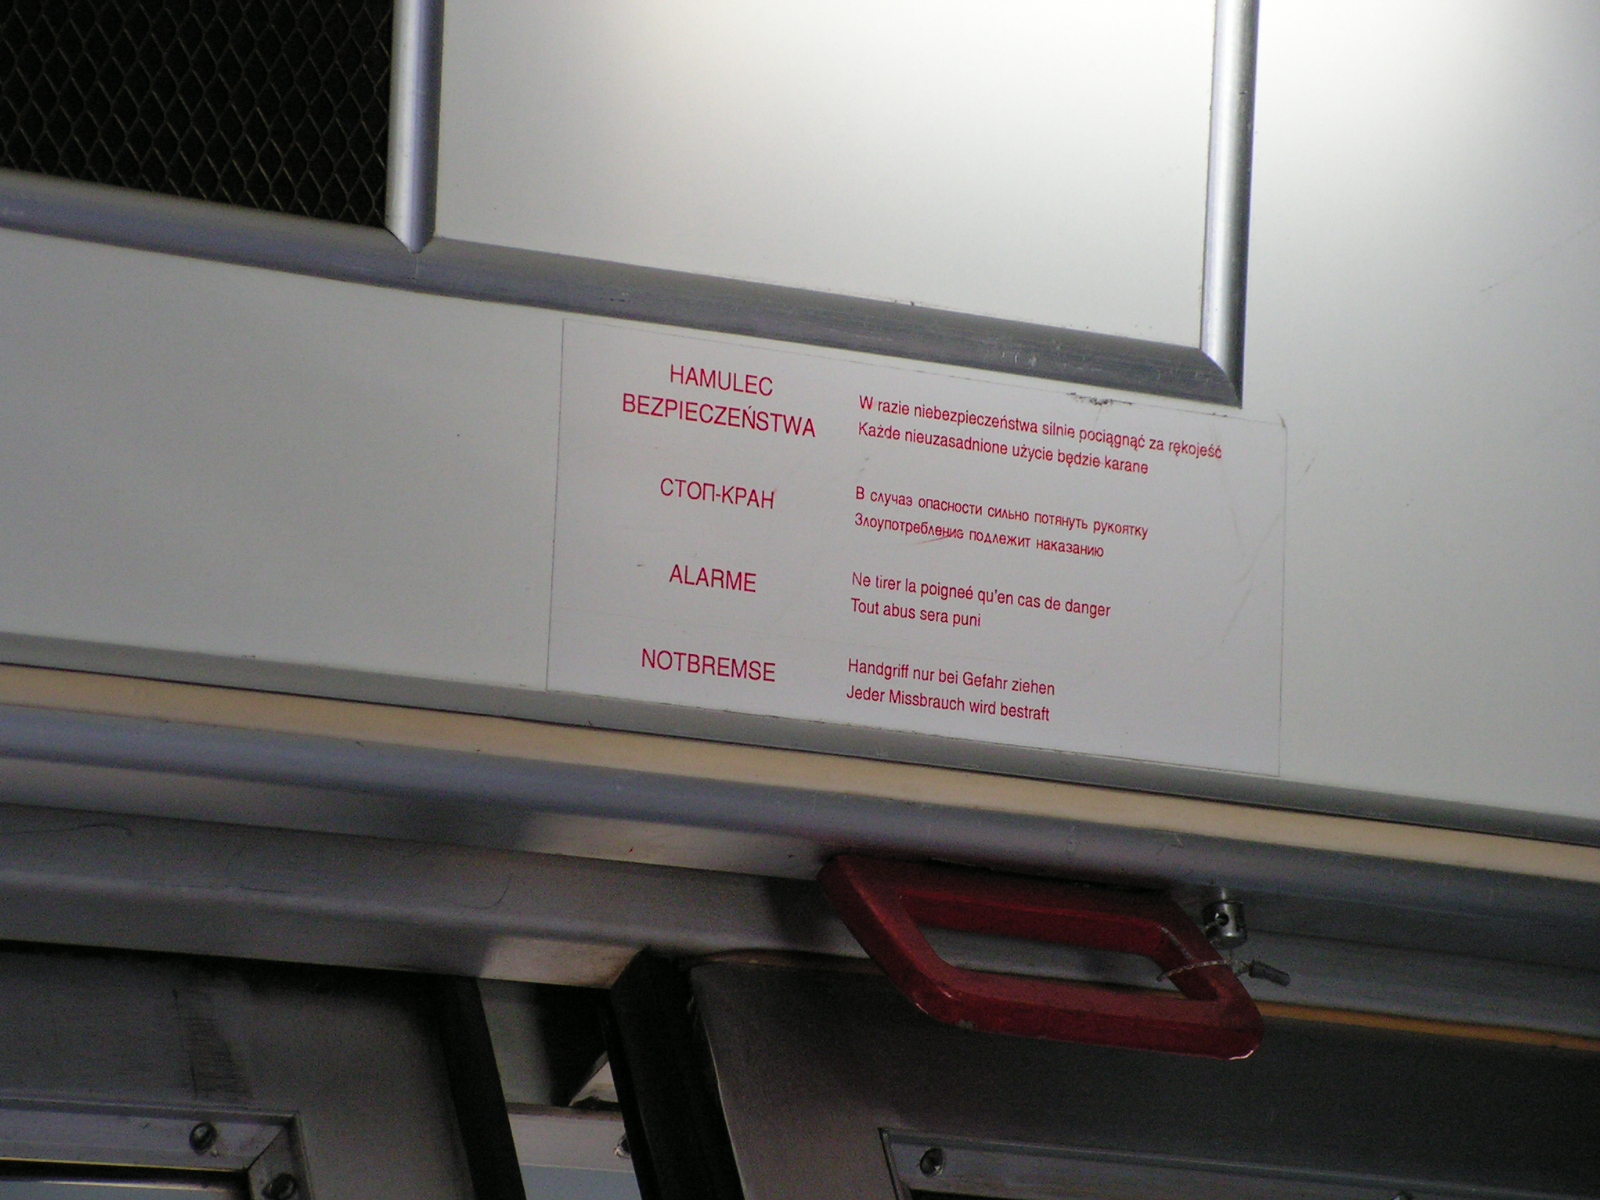 HAMULEC
BEZPIECZEŃSTWA
W razie niebezpieczeństwa silnie pociągnąć za rękojeść
Każde nieuzasadnione użycie będzie karane
СТОП-КРАН
В случаэ опасности сильно потянуть рукоятку
Злоупотребление подлежит наказанию
ALARME
Ne tirer la poigneé qu'en cas de danger
Tout abus sera puni
NOTBREMSE
Handgriff nur bei Gefahr ziehen
Jeder Missbrauch wird bestraft